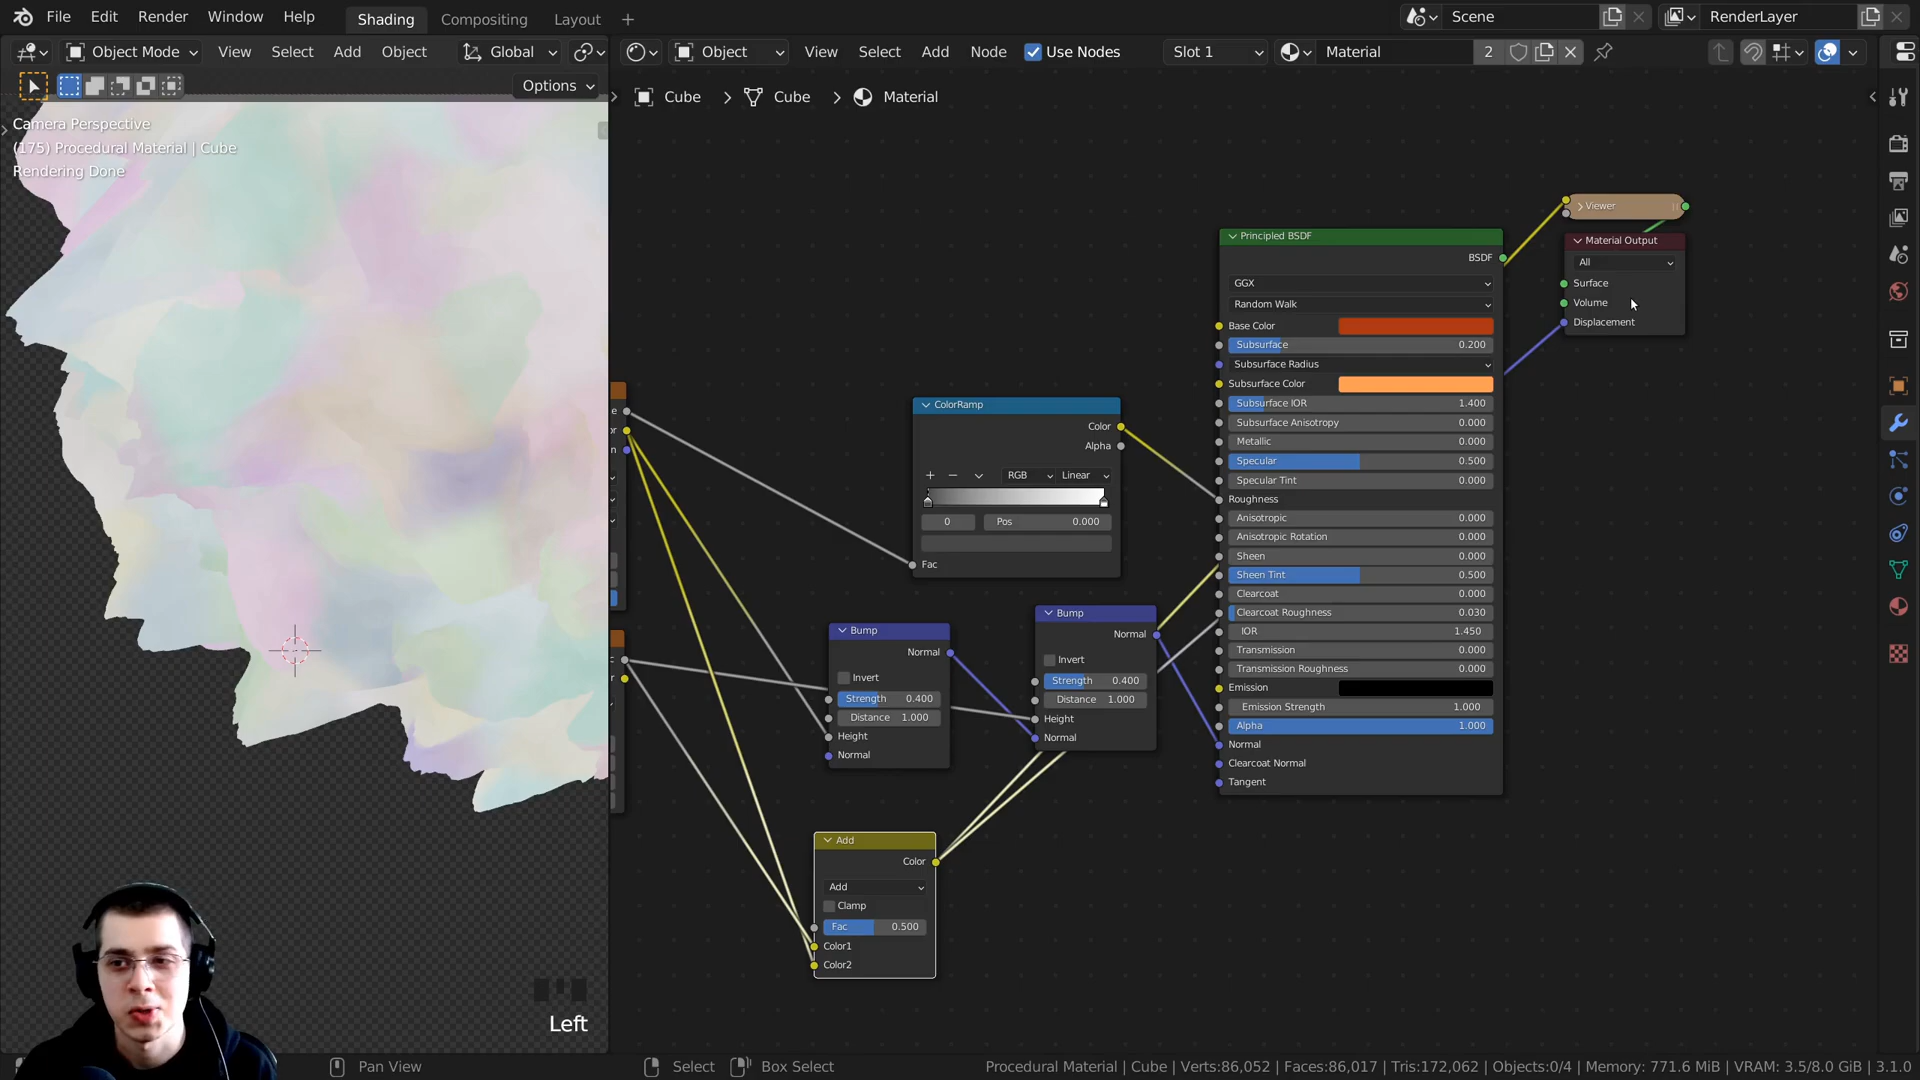 File Edit Render Window Help Shading Compositing Layout + Scene RenderLayer
Object Mode View Select Add Object Global Object View Select Add Node Use Nodes Slot 1 Material 2
Options
Cube > Cube > Material
Camera Perspective
(175) Procedural Material | Cube
Rendering Done
Viewer
Material Output
All
Surface
Volume
Displacement
Principled BSDF
BSDF
GGX
Random Walk
Base Color
Subsurface 0.200
Subsurface Radius
Subsurface Color
Subsurface IOR 1.400
Subsurface Anisotropy 0.000
Metallic 0.000
Specular 0.500
Specular Tint 0.000
Roughness
Anisotropic 0.000
Anisotropic Rotation 0.000
Sheen 0.000
Sheen Tint 0.500
Clearcoat 0.000
Clearcoat Roughness 0.030
IOR 1.450
Transmission 0.000
Transmission Roughness 0.000
Emission
Emission Strength 1.000
Alpha 1.000
Normal
Clearcoat Normal
Tangent
ColorRamp
Color
Alpha
+ − RGB Linear
0 Pos 0.000
Fac
Bump
Normal
Invert
Strength 0.400
Distance 1.000
Height
Normal
Bump
Normal
Invert
Strength 0.400
Distance 1.000
Height
Normal
Add
Color
Add
Clamp
Fac 0.500
Color1
Color2
Left
Pan View Select Box Select Procedural Material | Cube | Verts:86,052 | Faces:86,017 | Tris:172,062 | Objects:0/4 | Memory: 771.6 MiB | VRAM: 3.5/8.0 GiB | 3.1.0